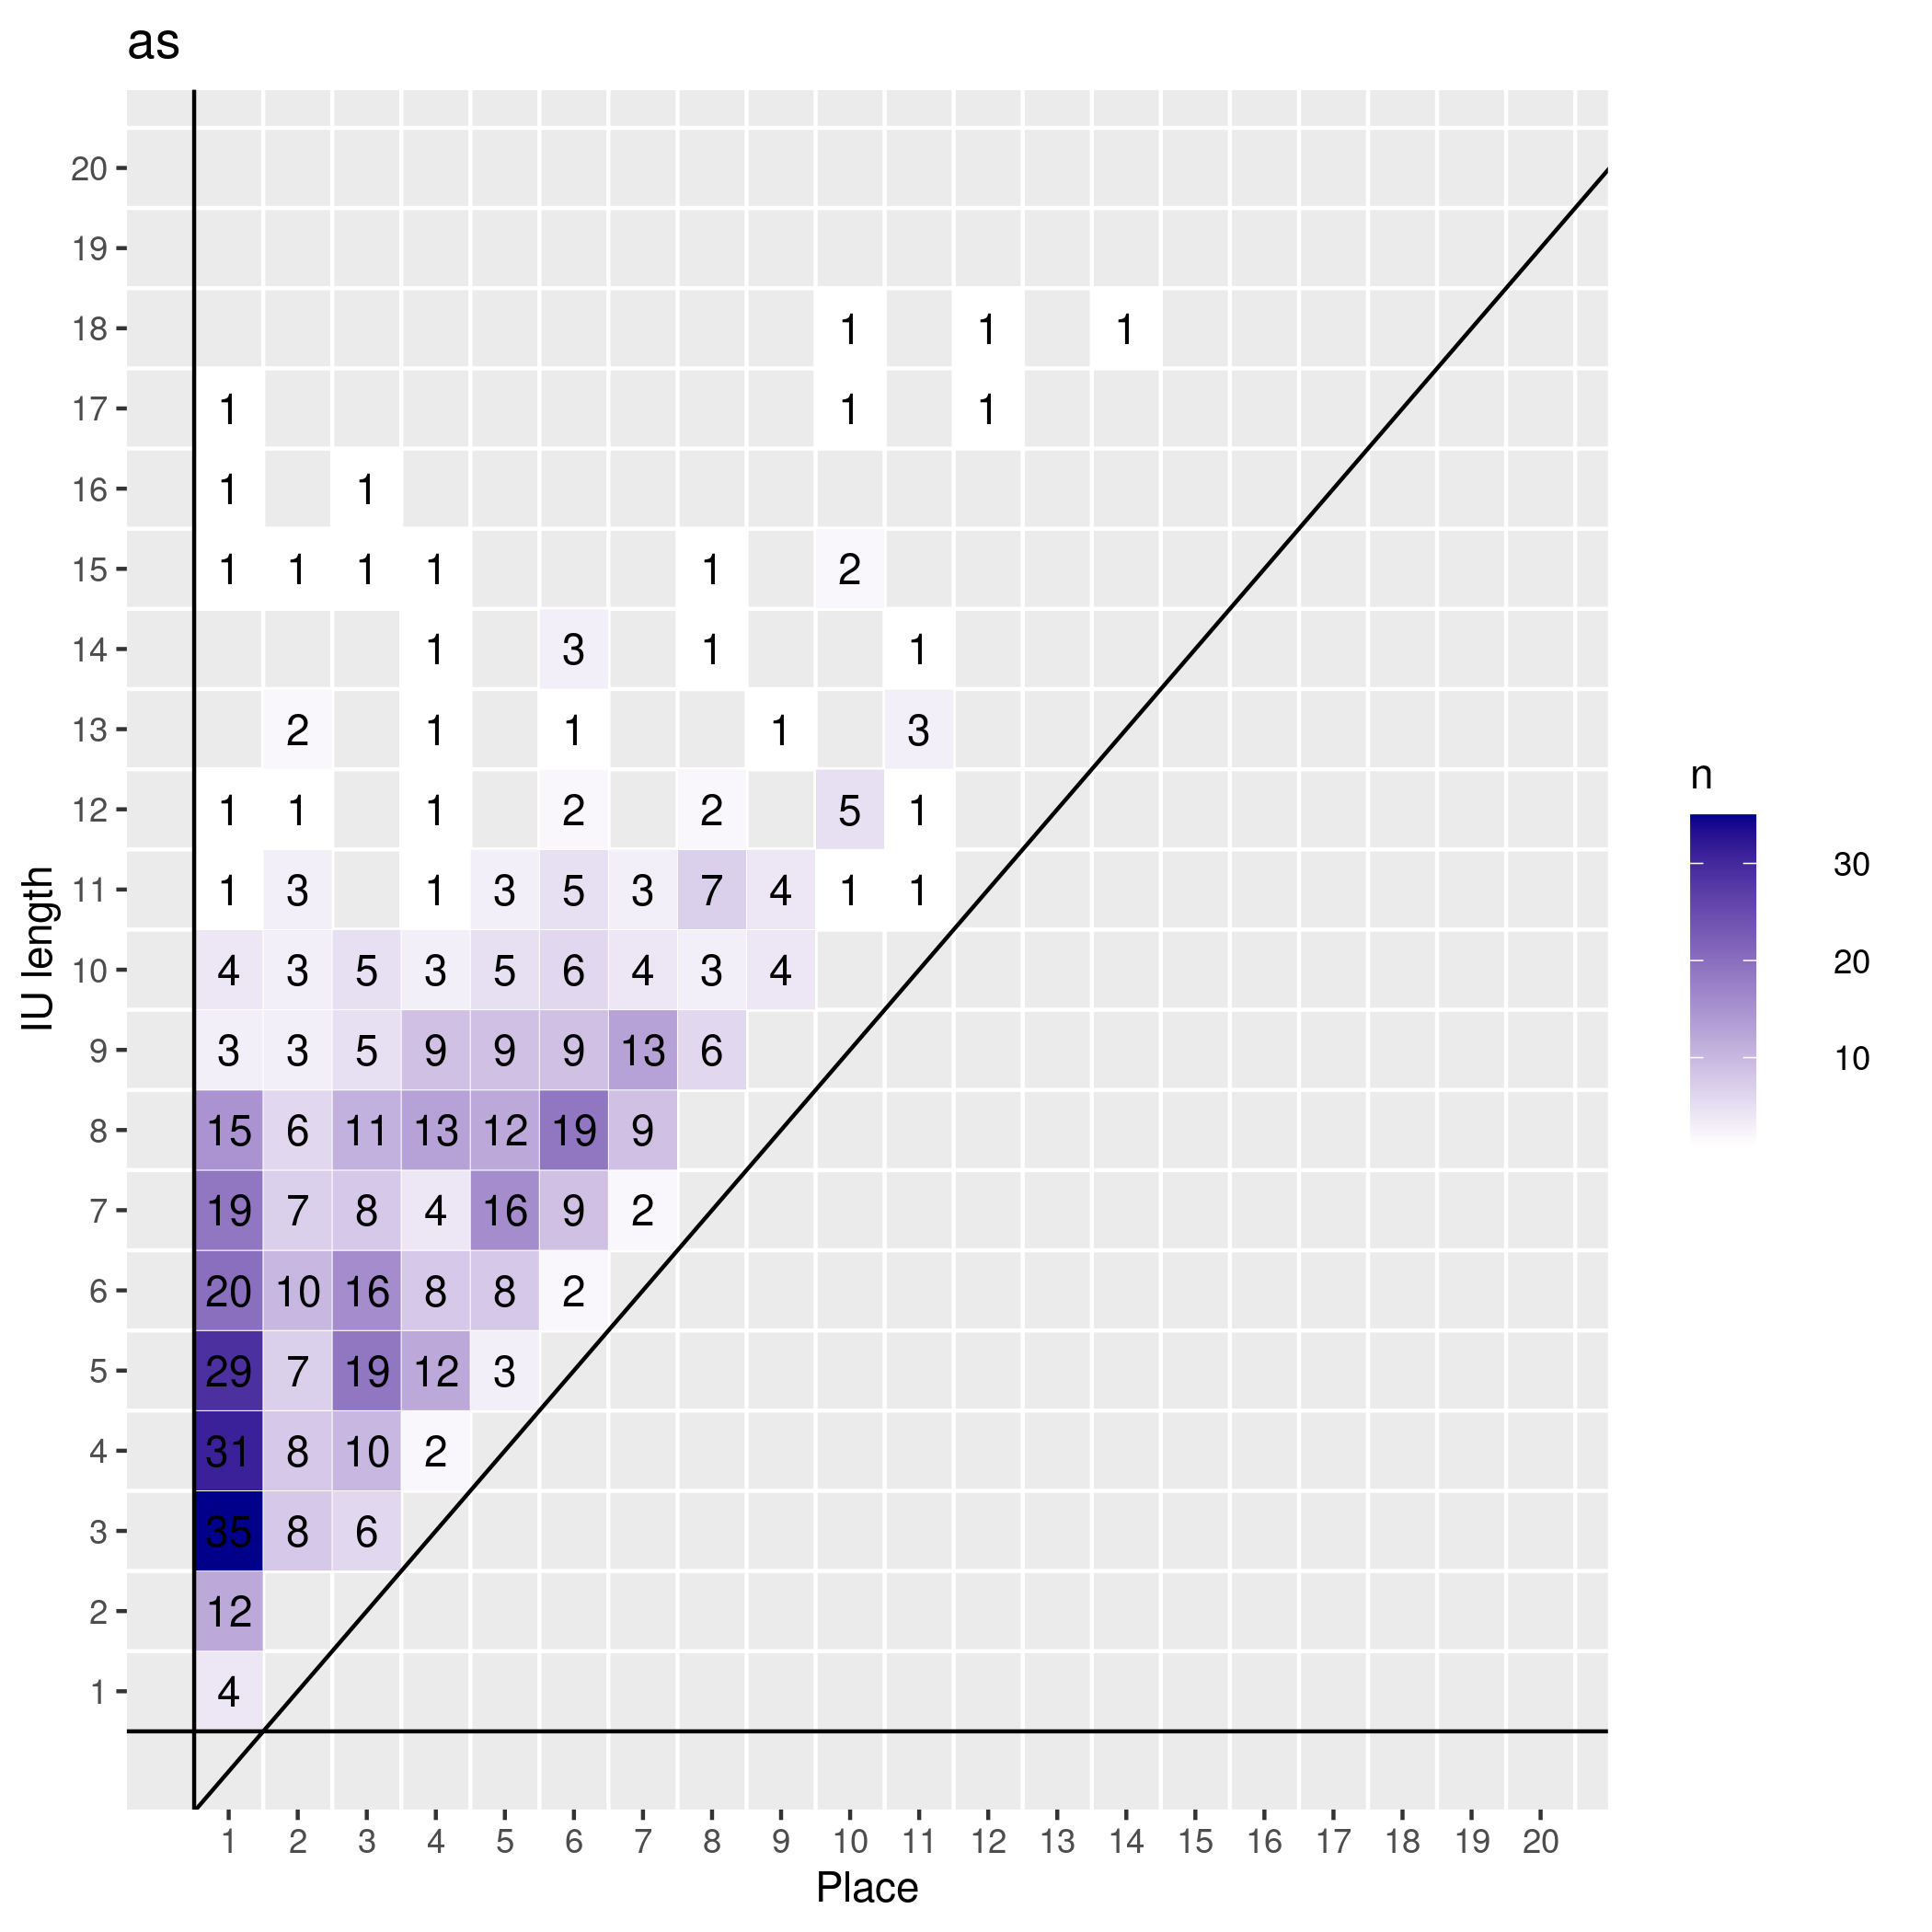 as
20
19
18 1 1 1
17 1 1 1
16 1 1
15 1 1 1 1 1 2
14 1 3 1 1
13 2 1 1 1 3
12 1 1 1 2 2 5 1
11 1 3 1 3 5 3 7 4 1 1
10 4 3 5 3 5 6 4 3 4
9 3 3 5 9 9 9 13 6
8 15 6 11 13 12 19 9
7 19 7 8 4 16 9 2
6 20 10 16 8 8 2
5 29 7 19 12 3
4 31 8 10 2
3 35 8 6
2 12
1 4
1 2 3 4 5 6 7 8 9 10 11 12 13 14 15 16 17 18 19 20
Place
IU length
n
30
20
10